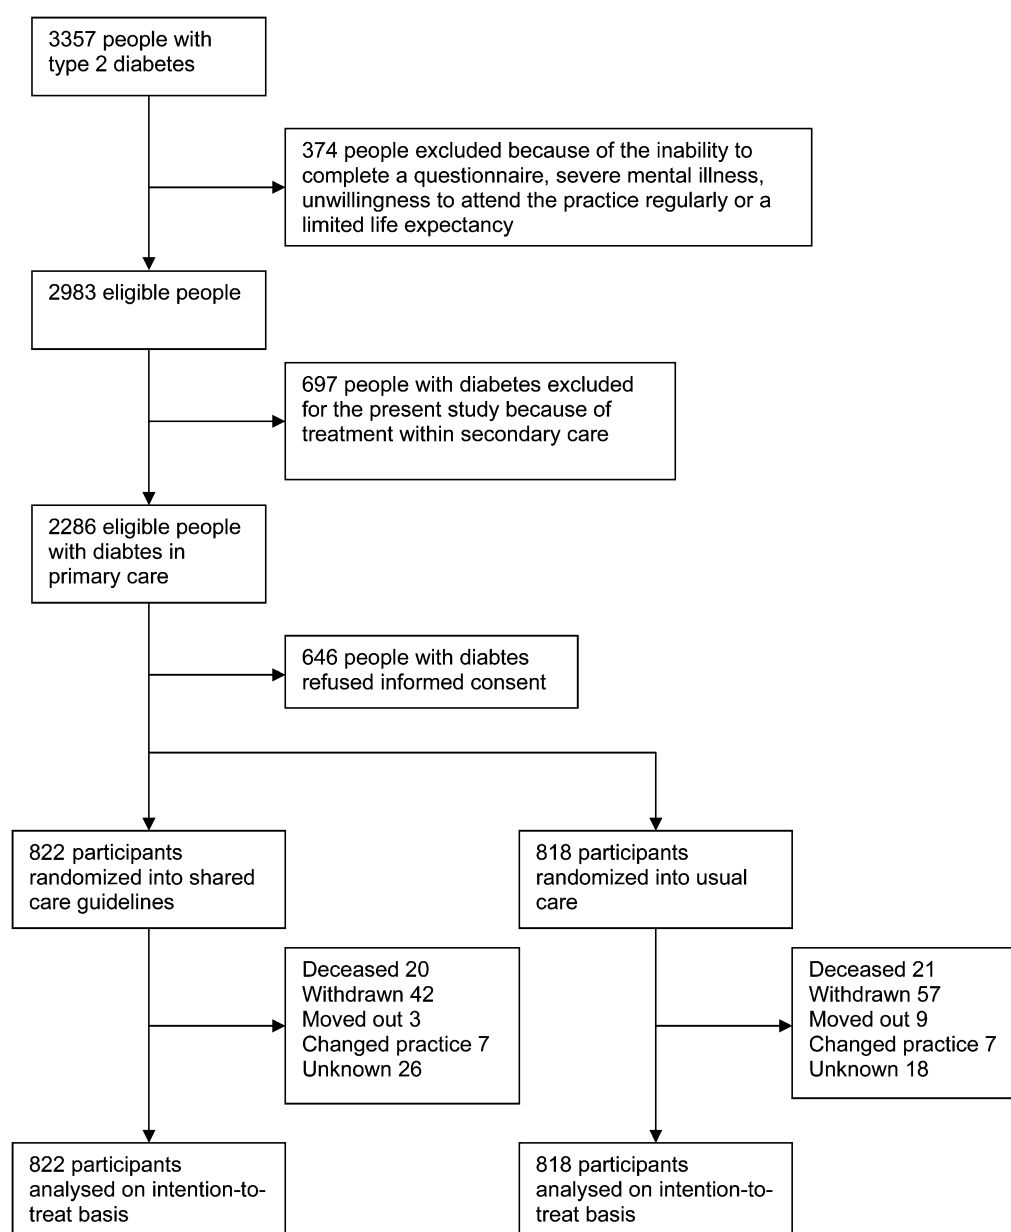 3357 people with
type 2 diabetes
374 people excluded because of the inability to
complete a questionnaire, severe mental illness,
unwillingness to attend the practice regularly or a
limited life expectancy
2983 eligible people
697 people with diabetes excluded
for the present study because of
treatment within secondary care
2286 eligible people
with diabtes in
primary care
646 people with diabtes
refused informed consent
822 participants
randomized into shared
care guidelines
818 participants
randomized into usual
care
Deceased 20
Withdrawn 42
Moved out 3
Changed practice 7
Unknown 26
Deceased 21
Withdrawn 57
Moved out 9
Changed practice 7
Unknown 18
822 participants
analysed on intention-to-
treat basis
818 participants
analysed on intention-to-
treat basis